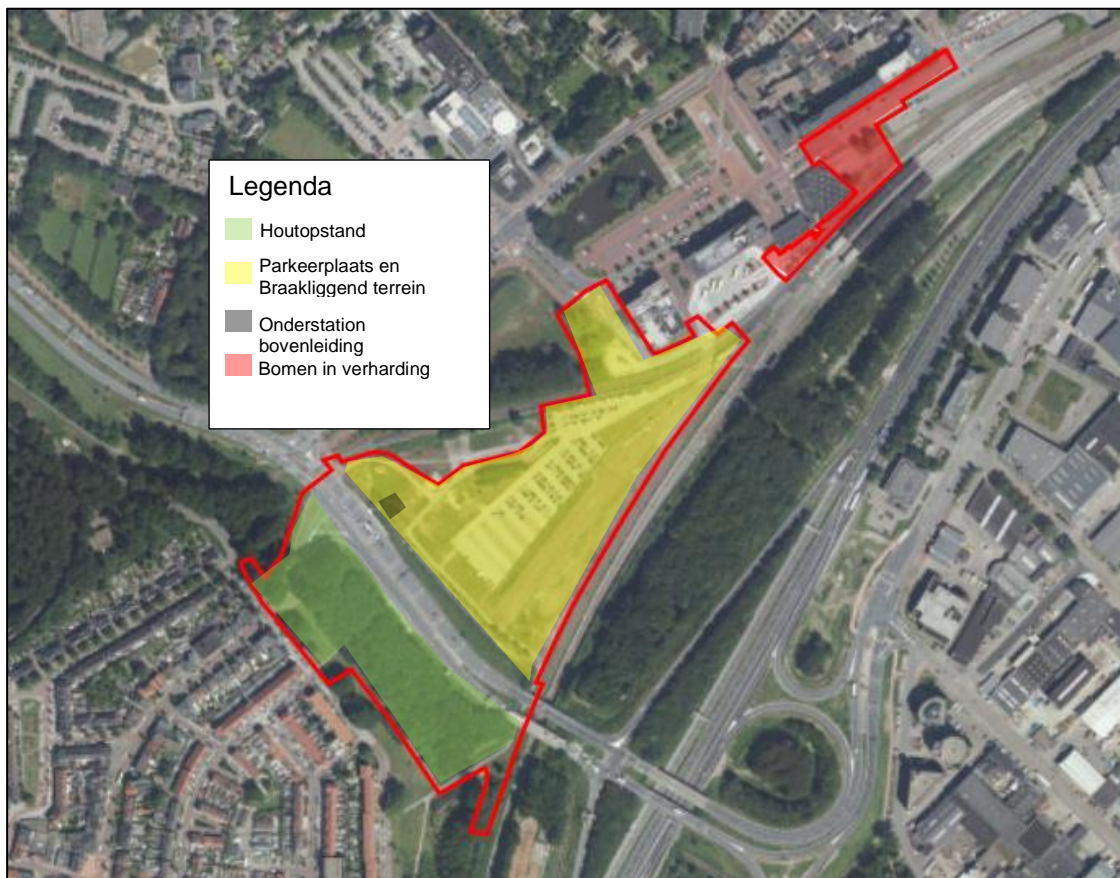 Legenda
Houtopstand
Parkeerplaats en
Braakliggend terrein
Onderstation
bovenleiding
Bomen in verharding